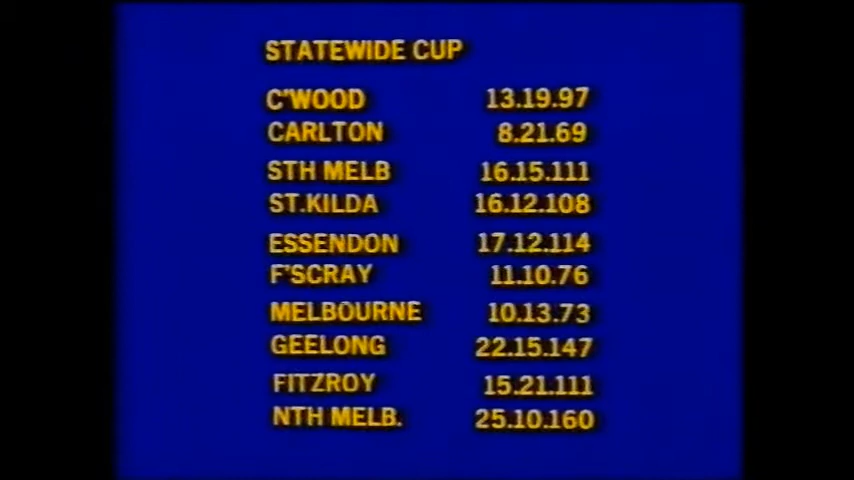 STATEWIDE CUP
C'WOOD 13.19.97
CARLTON 8.21.69
STH MELB 16.15.111
ST.KILDA 16.12.108
ESSENDON 17.12.114
F'SCRAY 11.10.76
MELBOURNE 10.13.73
GEELONG 22.15.147
FITZROY 15.21.111
NTH MELB. 25.10.160